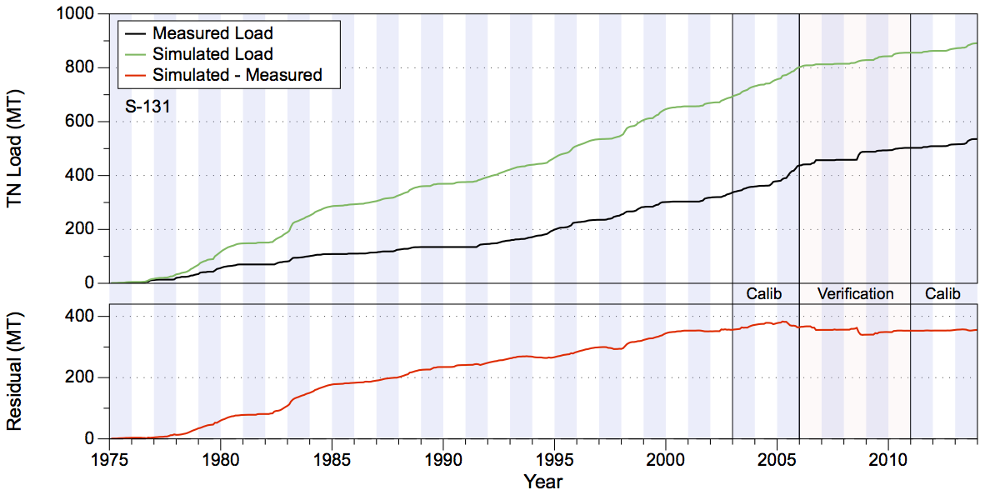 1000
800
600
400
200
0
TN Load (MT)
Measured Load
Simulated Load
Simulated - Measured
S-131
Calib
Verification
Calib
400
200
0
Residual (MT)
1975
1980
1985
1990
1995
2000
2005
2010
Year